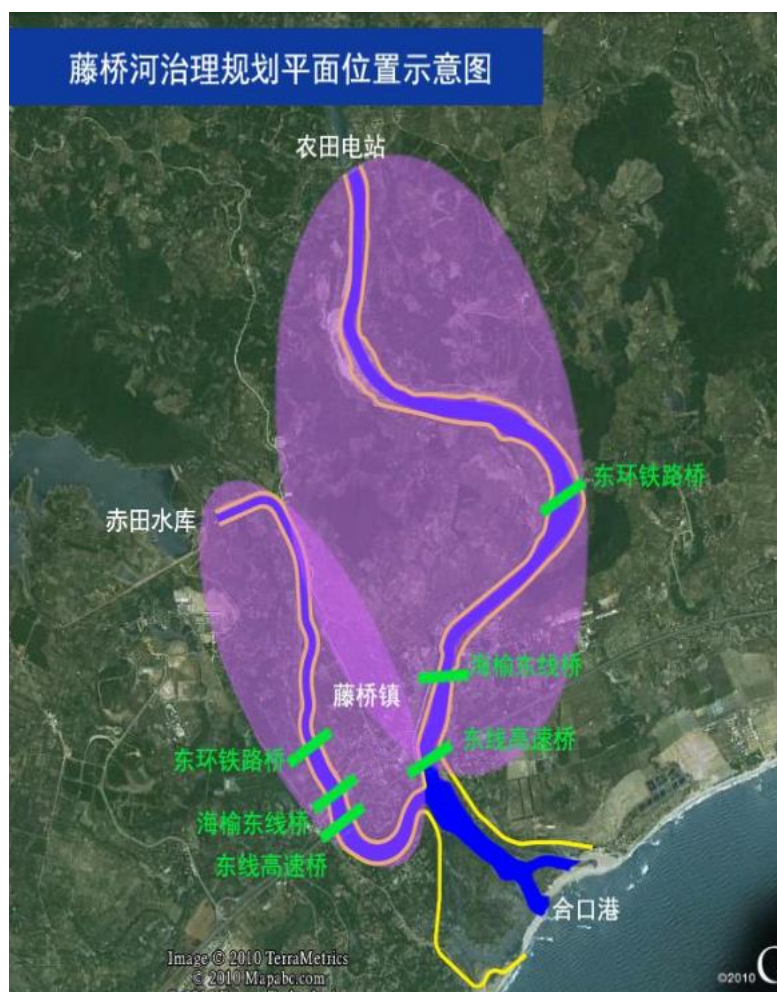 藤桥河治理规划平面位置示意图
农田电站
东环铁路桥
赤田水库
海榆东线桥
藤桥镇
东线高速桥
东环铁路桥
海榆东线桥
东线高速桥
合口港
Image © 2010 TerraMetrics
© 2010 Mapabc.com
©2010